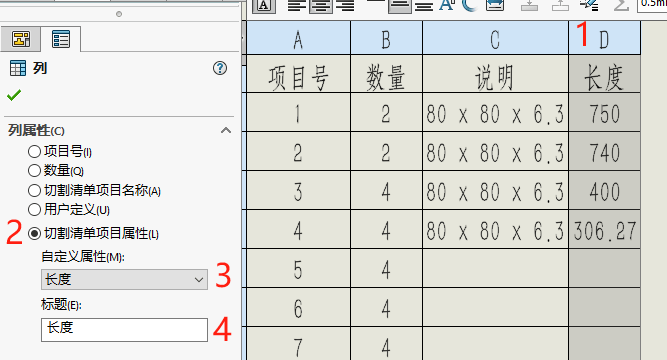 0.5mm
列
列属性(C)
项目号(I)
数量(Q)
切割清单项目名称(A)
用户定义(U)
2 切割清单项目属性(L)
自定义属性(M):
长度 3
标题(E):
长度 4
A B C 1 D
项目号 数量 说明 长度
1 2 80 x 80 x 6.3 750
2 2 80 x 80 x 6.3 740
3 4 80 x 80 x 6.3 400
4 4 80 x 80 x 6.3 306.27
5 4
6 4
7 4